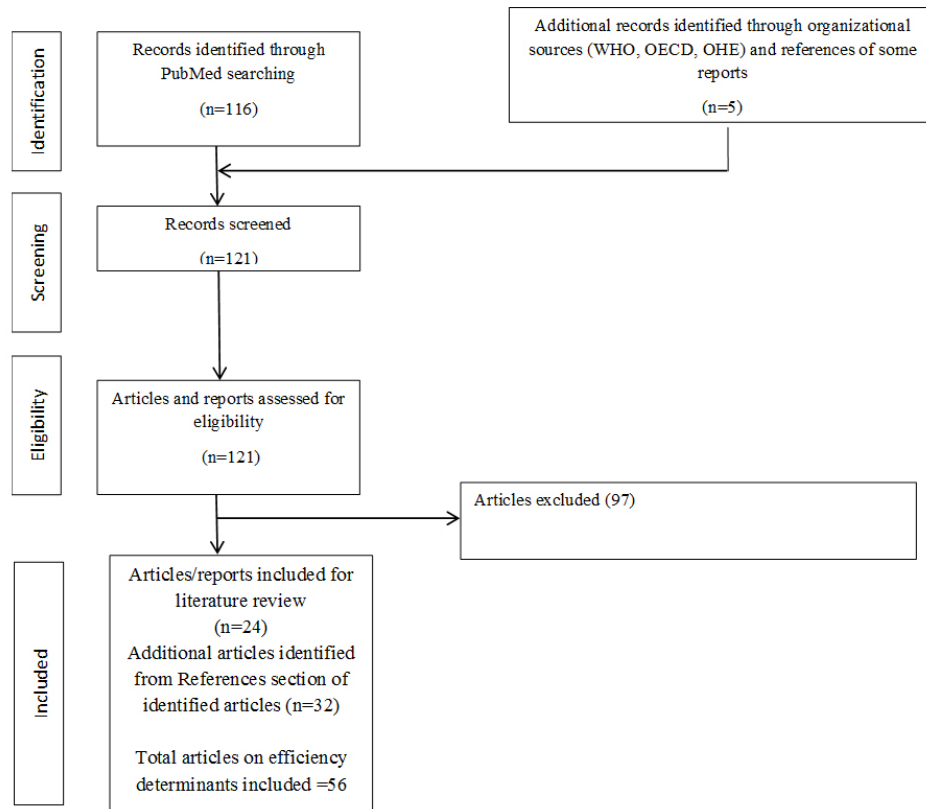 Identification
Records identified through
PubMed searching
(n=116)
Additional records identified through organizational
sources (WHO, OECD, OHE) and references of some
reports
(n=5)
Screening
Records screened
(n=121)
Eligibility
Articles and reports assessed for
eligibility
(n=121)
Articles excluded (97)
Included
Articles/reports included for
literature review
(n=24)
Additional articles identified
from References section of
identified articles (n=32)
Total articles on efficiency
determinants included =56